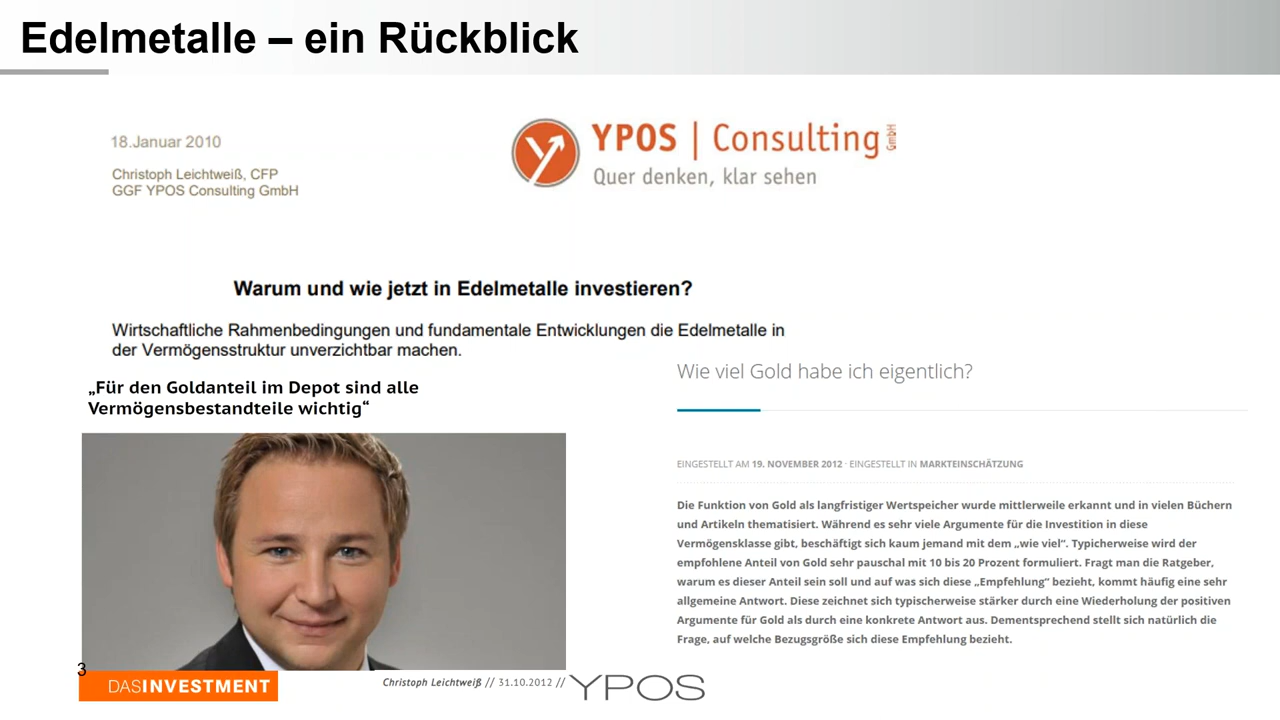 Edelmetalle – ein Rückblick
18.Januar 2010
Christoph Leichtweiß, CFP
GGF YPOS Consulting GmbH
YPOS | Consulting GmbH
Quer denken, klar sehen
Warum und wie jetzt in Edelmetalle investieren?
Wirtschaftliche Rahmenbedingungen und fundamentale Entwicklungen die Edelmetalle in
der Vermögensstruktur unverzichtbar machen.
„Für den Goldanteil im Depot sind alle
Vermögensbestandteile wichtig“
Wie viel Gold habe ich eigentlich?
EINGESTELLT AM 19. NOVEMBER 2012 · EINGESTELLT IN MARKTEINSCHÄTZUNG
Die Funktion von Gold als langfristiger Wertspeicher wurde mittlerweile erkannt und in vielen Büchern
und Artikeln thematisiert. Während es sehr viele Argumente für die Investition in diese
Vermögensklasse gibt, beschäftigt sich kaum jemand mit dem „wie viel“. Typicherweise wird der
empfohlene Anteil von Gold sehr pauschal mit 10 bis 20 Prozent formuliert. Fragt man die Ratgeber,
warum es dieser Anteil sein soll und auf was sich diese „Empfehlung“ bezieht, kommt häufig eine sehr
allgemeine Antwort. Diese zeichnet sich typischerweise stärker durch eine Wiederholung der positiven
Argumente für Gold als durch eine konkrete Antwort aus. Dementsprechend stellt sich natürlich die
Frage, auf welche Bezugsgröße sich diese Empfehlung bezieht.
3
DASINVESTMENT
Christoph Leichtweiß // 31.10.2012 //
YPOS